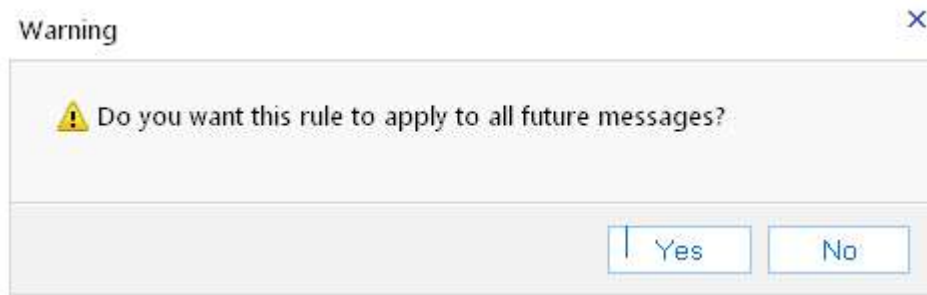 Warning
Do you want this rule to apply to all future messages?
Yes No